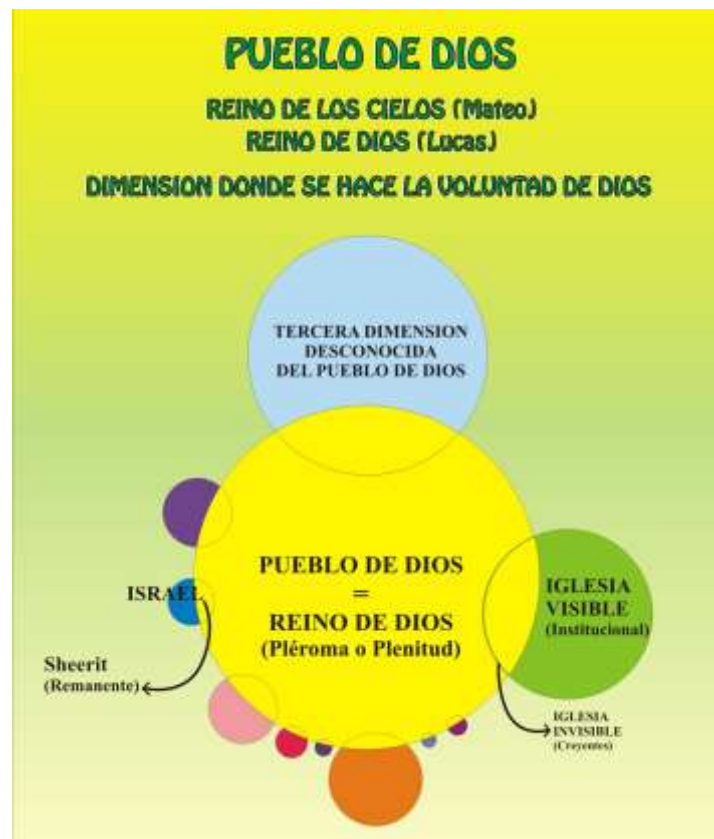 PUEBLO DE DIOS
REINO DE LOS CIELOS (Mateo)
REINO DE DIOS (Lucas)
DIMENSION DONDE SE HACE LA VOLUNTAD DE DIOS
TERCERA DIMENSION
DESCONOCIDA
DEL PUEBLO DE DIOS
PUEBLO DE DIOS
=
REINO DE DIOS
(Pléroma o Plenitud)
ISRAEL
Sheerit
(Remanente)
IGLESIA
VISIBLE
(Institucional)
IGLESIA
INVISIBLE
(Creyentes)